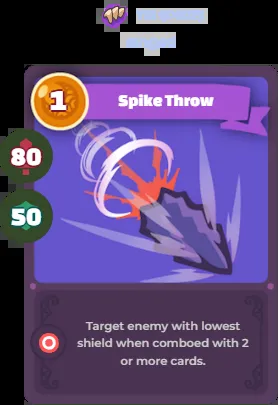 1
Spike Throw
80
50
Target enemy with lowest
shield when comboed with 2
or more cards.